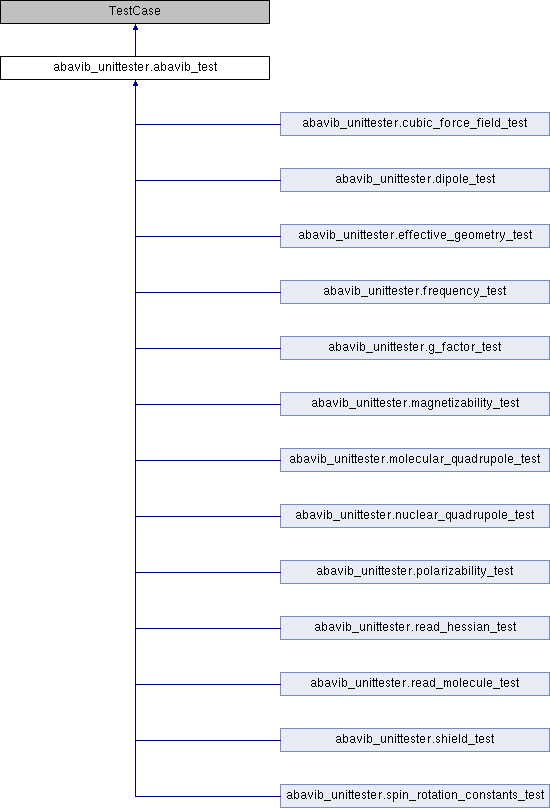 TestCase
abavib_unittester.abavib_test
abavib_unittester.cubic_force_field_test
abavib_unittester.dipole_test
abavib_unittester.effective_geometry_test
abavib_unittester.frequency_test
abavib_unittester.g_factor_test
abavib_unittester.magnetizability_test
abavib_unittester.molecular_quadrupole_test
abavib_unittester.nuclear_quadrupole_test
abavib_unittester.polarizability_test
abavib_unittester.read_hessian_test
abavib_unittester.read_molecule_test
abavib_unittester.shield_test
abavib_unittester.spin_rotation_constants_test